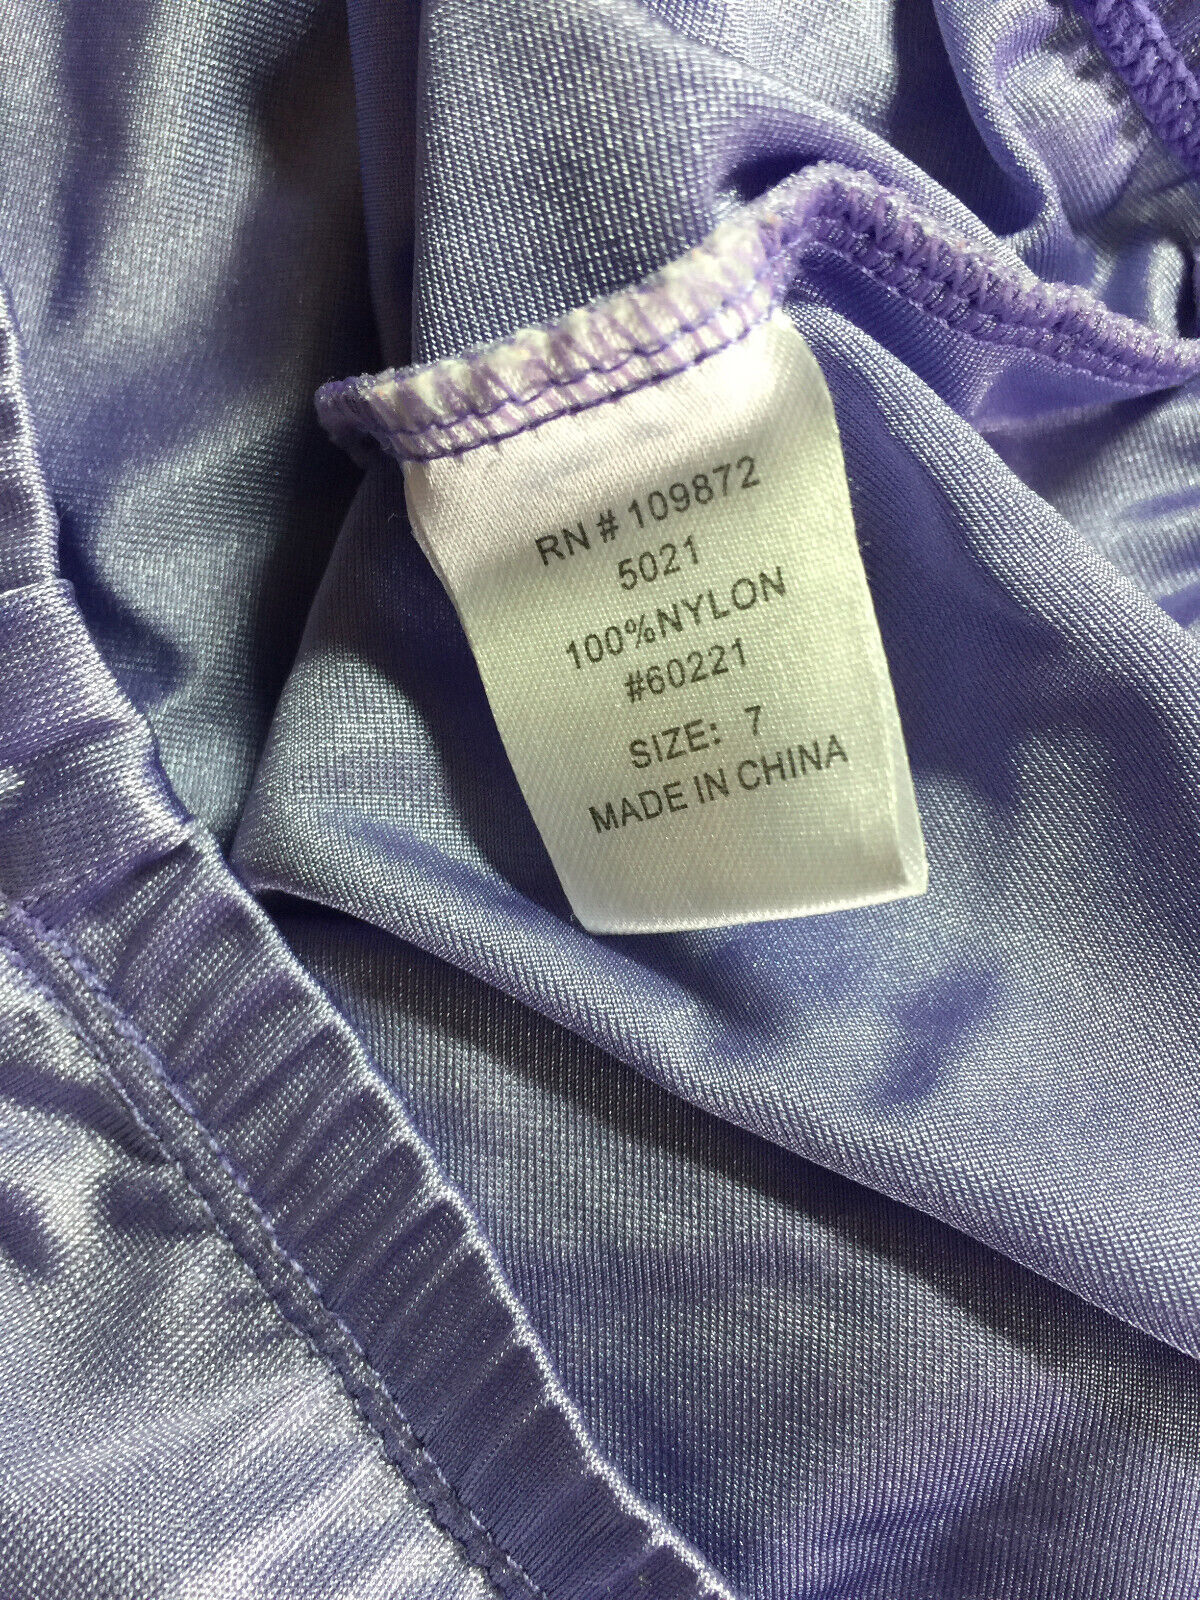 RN # 109872
5021
100%NYLON
#60221
SIZE: 7
MADE IN CHINA